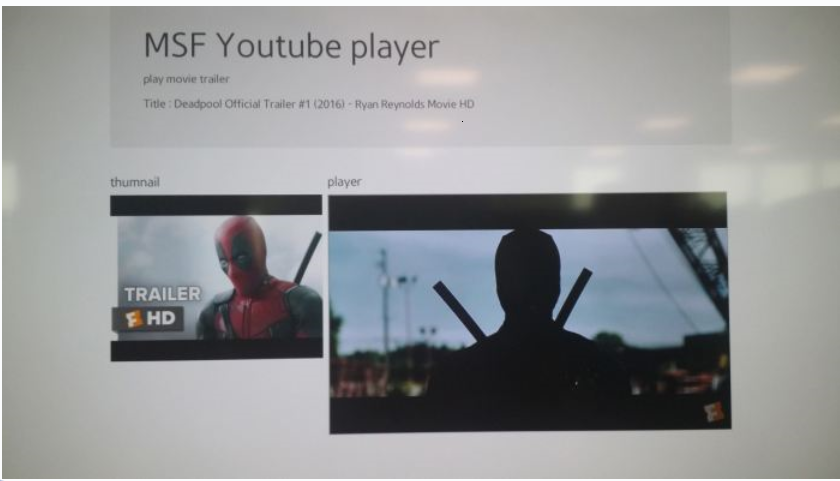 MSF Youtube player
play movie trailer
Title : Deadpool Official Trailer #1 (2016) - Ryan Reynolds Movie HD
thumnail
player
TRAILER
HD